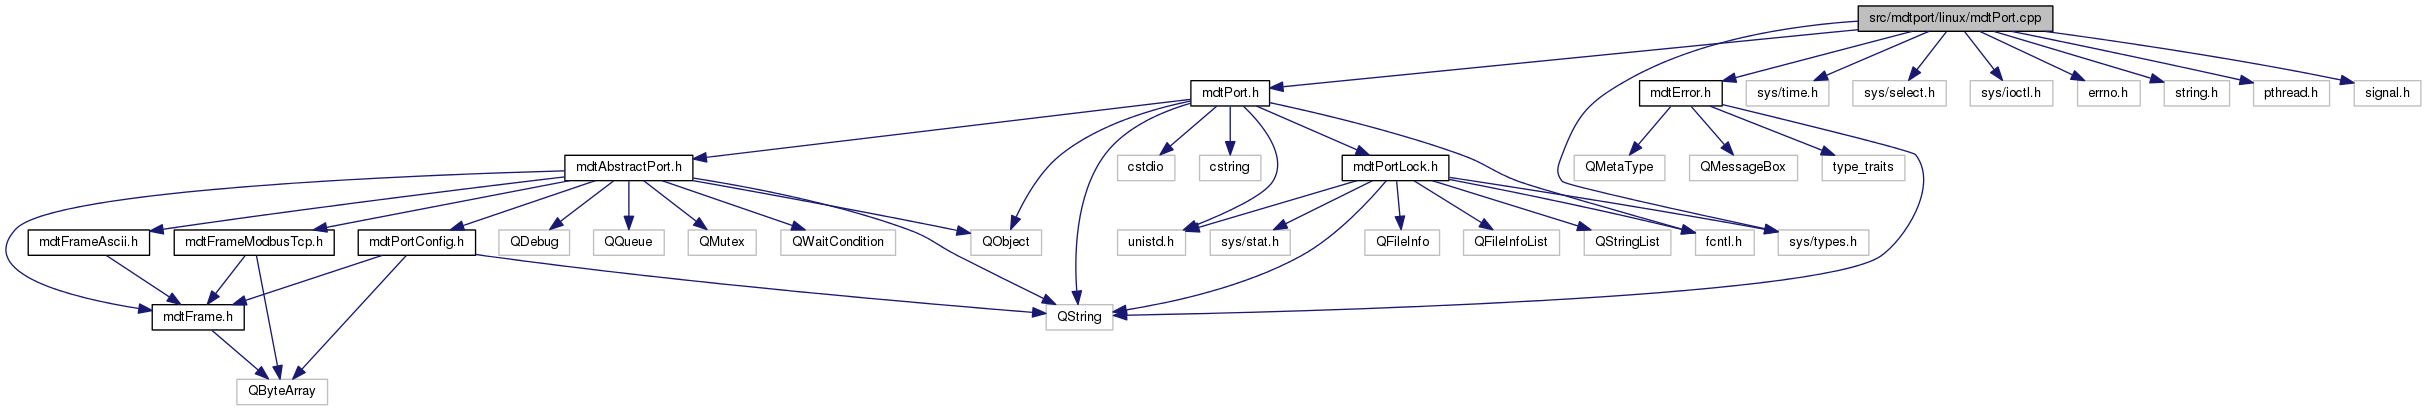 src/mdtport/linux/mdtPort.cpp
mdtPort.h
mdtError.h
sys/time.h
sys/select.h
sys/ioctl.h
errno.h
string.h
pthread.h
signal.h
mdtAbstractPort.h
cstdio
cstring
mdtPortLock.h
QMetaType
QMessageBox
type_traits
mdtFrameAscii.h
mdtFrameModbusTcp.h
mdtPortConfig.h
QDebug
QQueue
QMutex
QWaitCondition
QObject
unistd.h
sys/stat.h
QFileInfo
QFileInfoList
QStringList
fcntl.h
sys/types.h
mdtFrame.h
QString
QByteArray